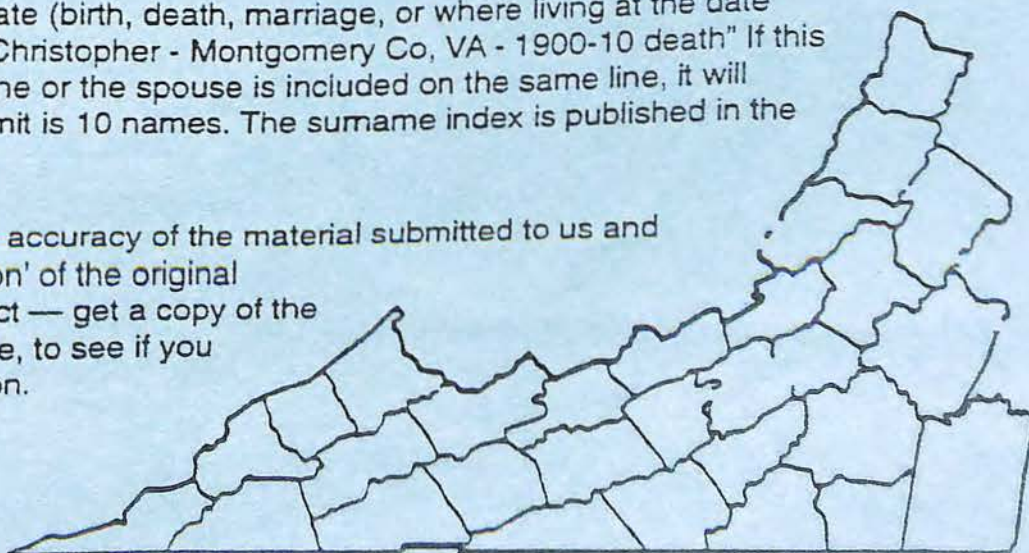 ate (birth, death, marriage, or where living at the date
Christopher - Montgomery Co, VA - 1900-10 death" If this
ne or the spouse is included on the same line, it will
nit is 10 names. The surname index is published in the
accuracy of the material submitted to us and
on' of the original
ct — get a copy of the
e, to see if you
on.